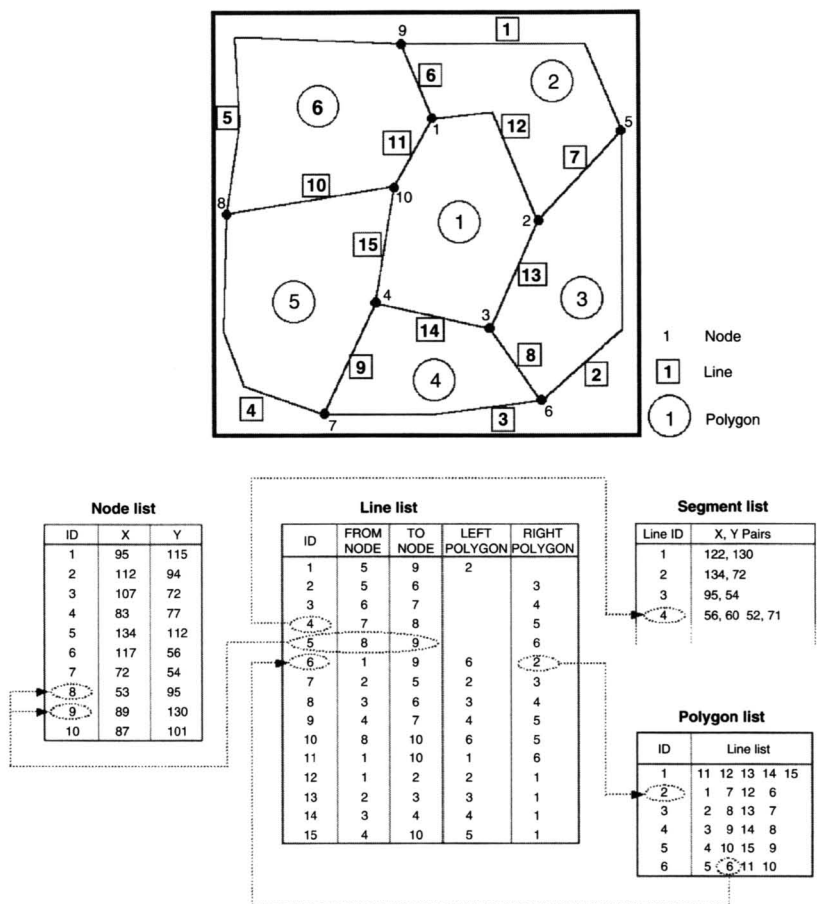 9
1
6
2
5
6
5
12
11
1
7
10
8
10
1
2
15
13
5
3
4
3
14
1 Node
8
9
2
1 Line
4
4
6
3
7
1 Polygon
Node list
ID X Y
1 95 115
2 112 94
3 107 72
4 83 77
5 134 112
6 117 56
7 72 54
8 53 95
9 89 130
10 87 101
Line list
ID FROM NODE TO NODE LEFT POLYGON RIGHT POLYGON
1 5 9 2
2 5 6 3
3 6 7 4
4 7 8 5
5 8 9 6
6 1 9 6 2
7 2 5 2 3
8 3 6 3 4
9 4 7 4 5
10 8 10 6 5
11 1 10 1 6
12 1 2 2 1
13 2 3 3 1
14 3 4 4 1
15 4 10 5 1
Segment list
Line ID X, Y Pairs
1 122, 130
2 134, 72
3 95, 54
4 56, 60 52, 71
Polygon list
ID Line list
1 11 12 13 14 15
2 1 7 12 6
3 2 8 13 7
4 3 9 14 8
5 4 10 15 9
6 5 6 11 10